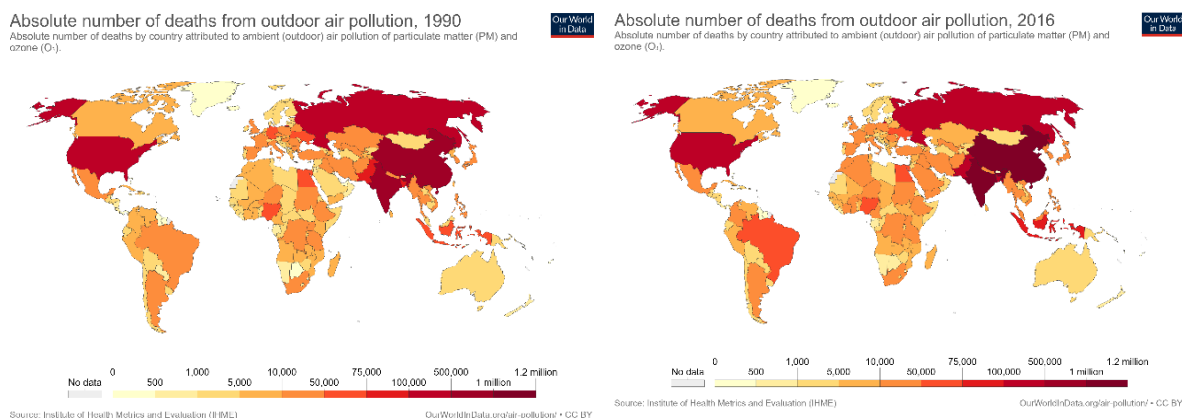 Absolute number of deaths from outdoor air pollution, 1990
Absolute number of deaths by country attributed to ambient (outdoor) air pollution of particulate matter (PM) and
ozone (O₃).
Our World
in Data
No data
0
500
1,000
5,000
10,000
50,000
75,000
100,000
500,000
1 million
1.2 million
Source: Institute of Health Metrics and Evaluation (IHME)
OurWorldInData.org/air-pollution/ • CC BY
Absolute number of deaths from outdoor air pollution, 2016
Absolute number of deaths by country attributed to ambient (outdoor) air pollution of particulate matter (PM) and
ozone (O₃).
Our World
in Data
No data
0
500
1,000
5,000
10,000
50,000
75,000
100,000
500,000
1 million
1.2 million
Source: Institute of Health Metrics and Evaluation (IHME)
OurWorldInData.org/air-pollution/ • CC BY